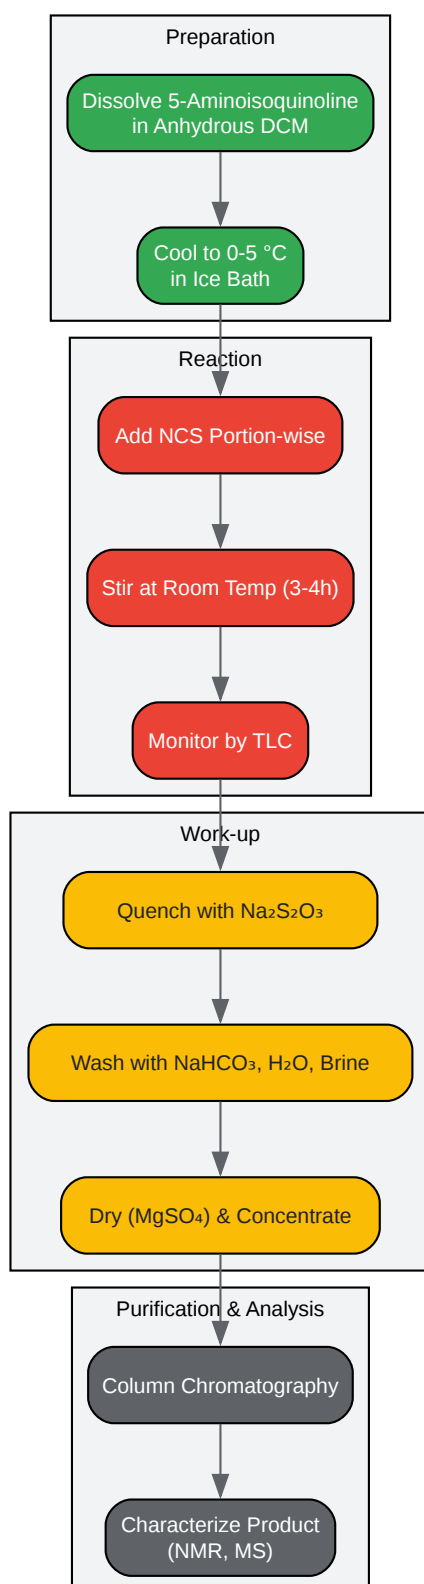 Preparation
Dissolve 5-Aminoisoquinoline
in Anhydrous DCM
Cool to 0-5 °C
in Ice Bath
Reaction
Add NCS Portion-wise
Stir at Room Temp (3-4h)
Monitor by TLC
Work-up
Quench with Na₂S₂O₃
Wash with NaHCO₃, H₂O, Brine
Dry (MgSO₄) & Concentrate
Purification & Analysis
Column Chromatography
Characterize Product
(NMR, MS)